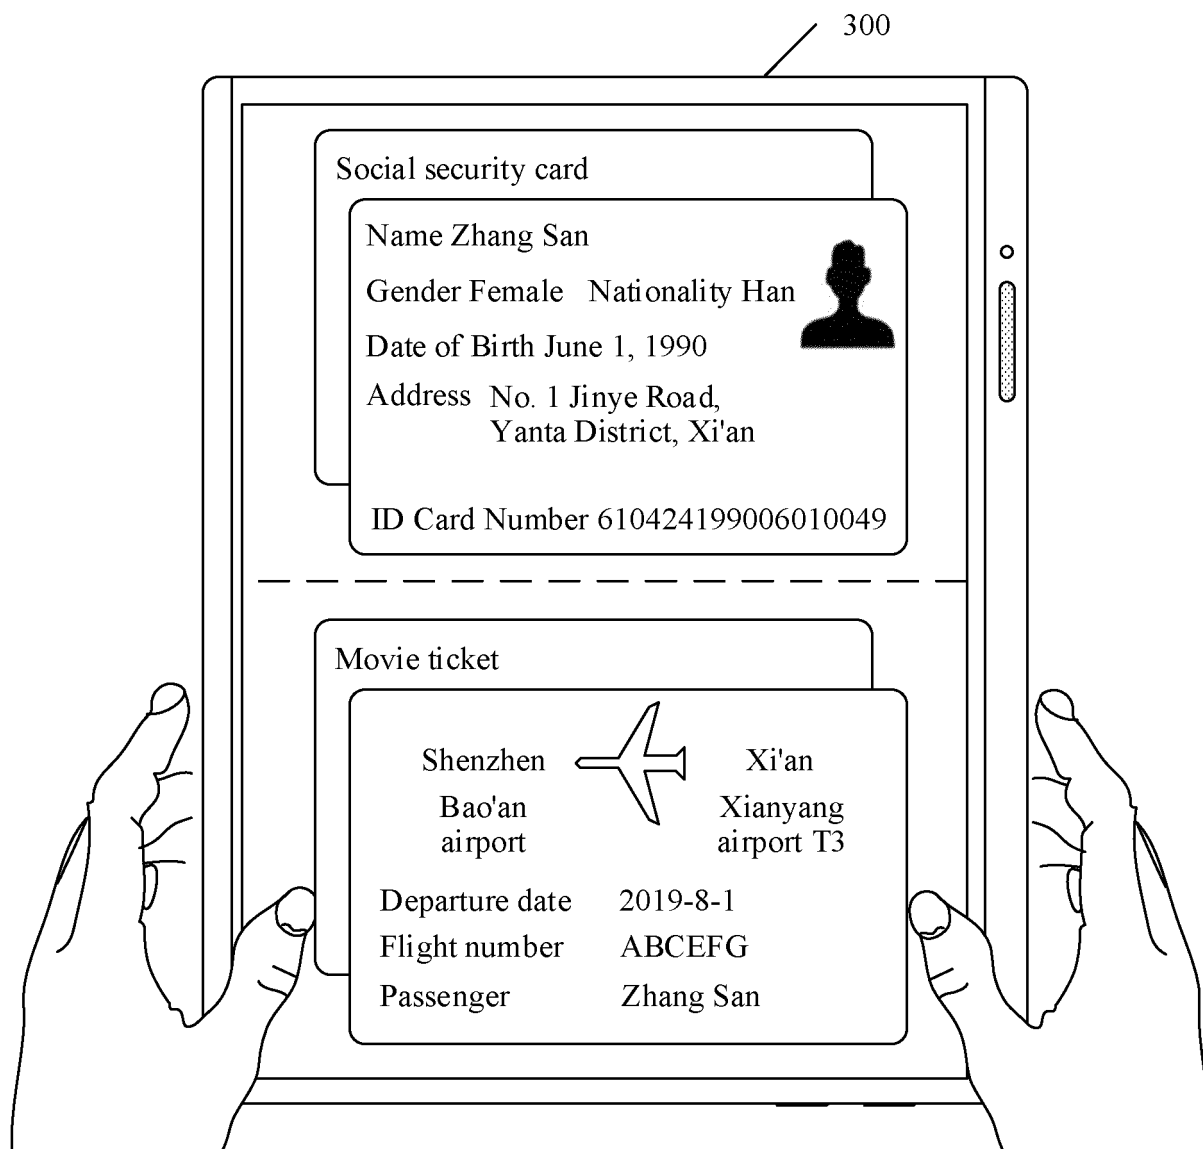 300
Social security card
Name Zhang San
Gender Female Nationality Han
Date of Birth June 1, 1990
Address No. 1 Jinye Road,
Yanta District, Xi'an
ID Card Number 610424199006010049
Movie ticket
Shenzhen Xi'an
Bao'an Xianyang
airport airport T3
Departure date 2019-8-1
Flight number ABCEFG
Passenger Zhang San